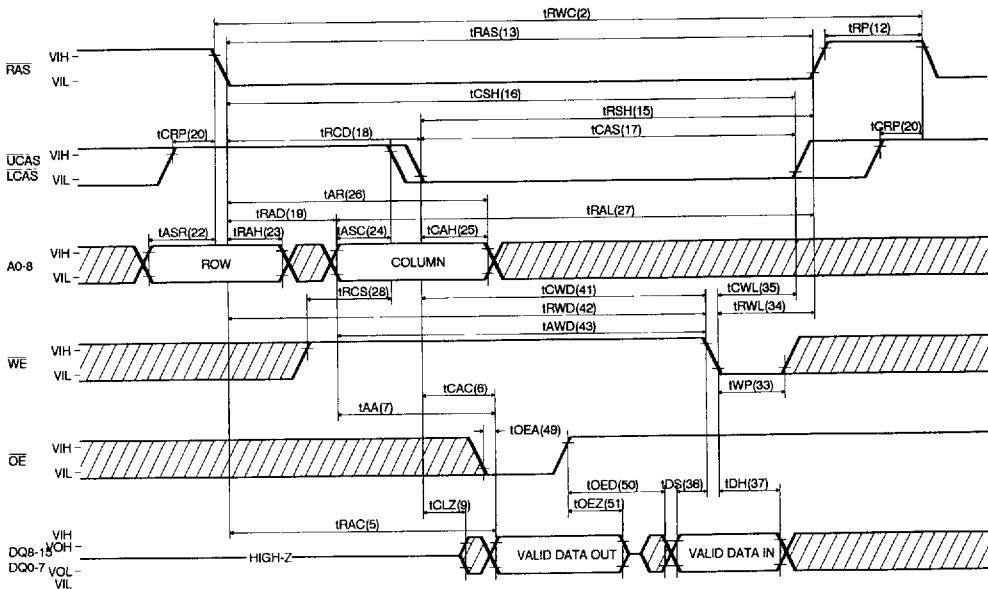 tRWC(2)
tRAS(13)
tRP(12)
RAS
VIH
VIL
tCSH(16)
tRSH(15)
tCRP(20)
tRCD(18)
tCAS(17)
tCRP(20)
UCAS
LCAS
VIH
VIL
tAR(26)
tRAD(19)
tRAL(27)
tASR(22)
tRAH(23)
tASC(24)
tCAH(25)
A0-8
VIH
VIL
ROW
COLUMN
tRCS(28)
tCWD(41)
tCWL(35)
tRWD(42)
tRWL(34)
tAWD(43)
WE
VIH
VIL
tWP(33)
tCAC(6)
tAA(7)
tOEA(49)
OE
VIH
VIL
tOED(50)
tDS(36)
tDH(37)
tCLZ(9)
tOEZ(51)
tRAC(5)
DQ8-15
DQ0-7
VIH
VOH
VOL
VIL
HIGH-Z
VALID DATA OUT
VALID DATA IN